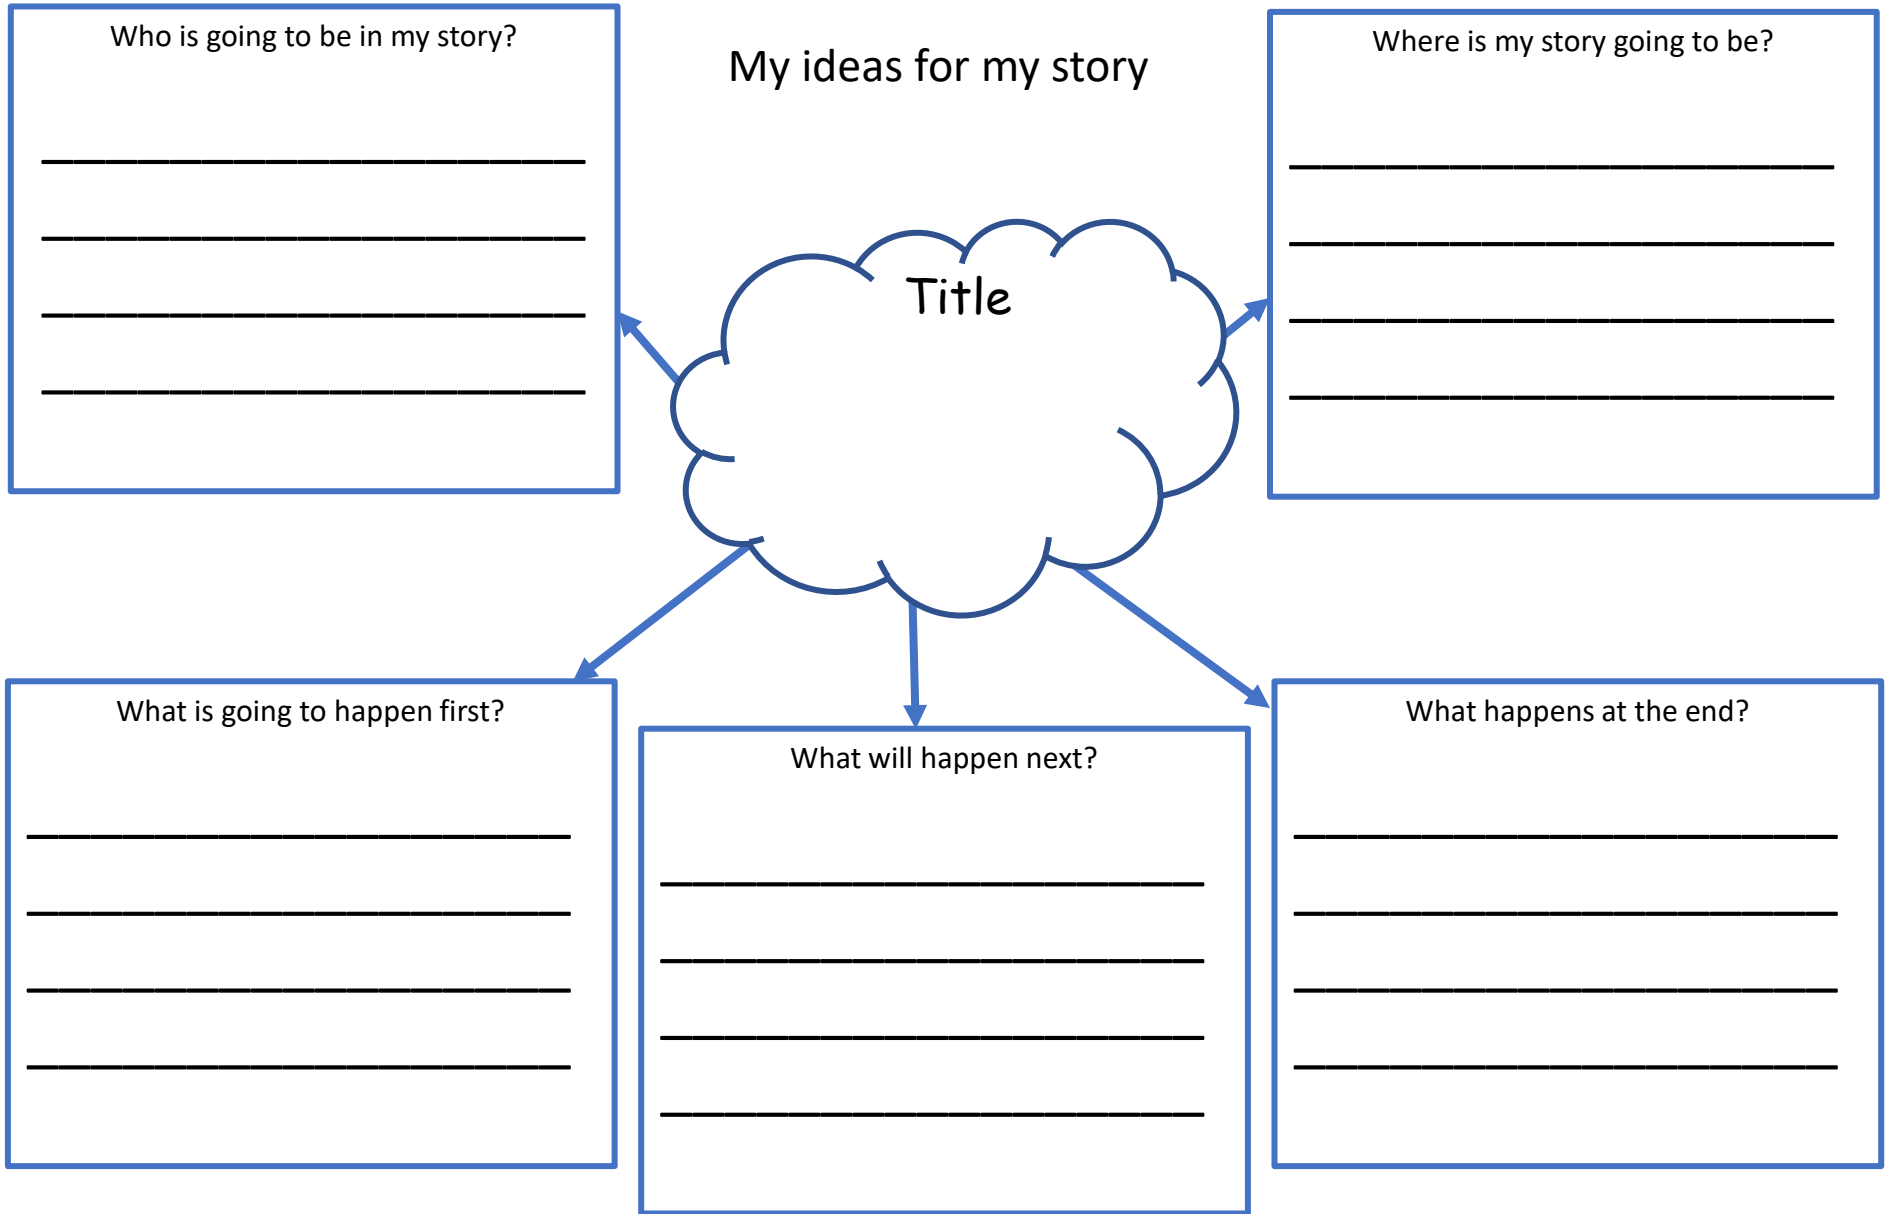 My ideas for my story
Who is going to be in my story?
Where is my story going to be?
Title
What is going to happen first?
What will happen next?
What happens at the end?